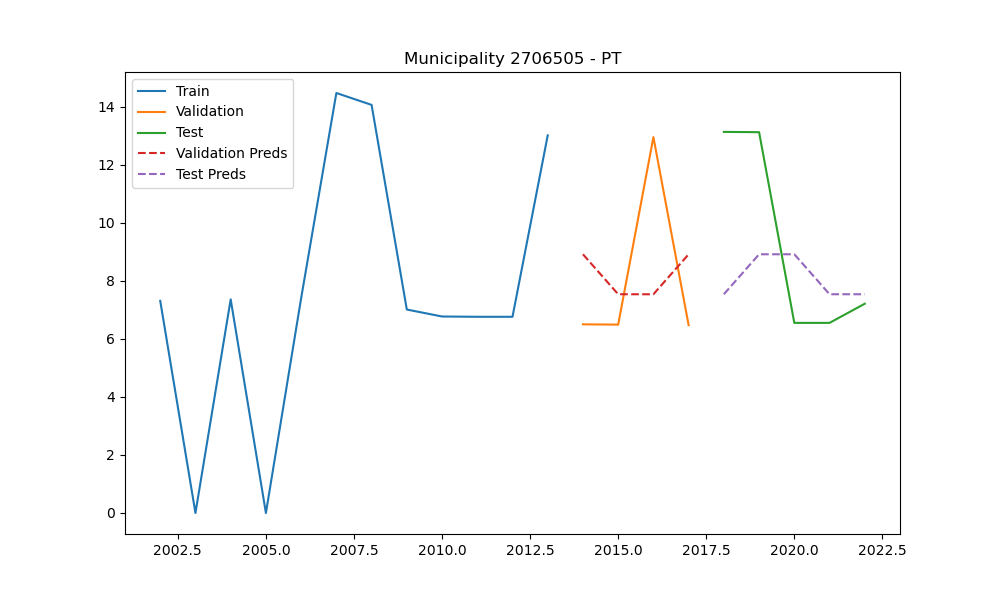 Municipality 2706505 - PT
Train
Validation
Test
Validation Preds
Test Preds
14
12
10
8
6
4
2
0
2002.5 2005.0 2007.5 2010.0 2012.5 2015.0 2017.5 2020.0 2022.5